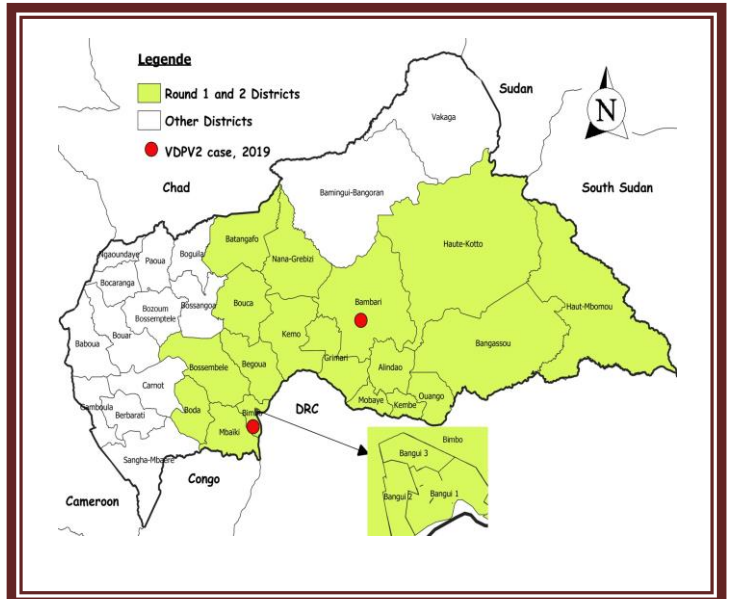 Legende
Round 1 and 2 Districts
Other Districts
VDPV2 case, 2019
Sudan
N
Vakaga
Chad
South Sudan
Bamingui-Bangoran
Batangafo
Haute-Kotto
Ngaoundaye
Paoua
Boguila
Nana-Grebizi
Bocaranga
Haut-Mbomou
Bouca
Bambari
Bozoum
Bossemptele
Bossangoa
Kemo
Baboua
Bouar
Bangassou
Grimari
Bossembele
Begoua
Alindao
Carnot
Ouango
Mobaye
Kembe
Gamboula
Berbarati
Boda
Bimbo
DRC
Mbaïki
Bimbo
Bangui 3
Sangha-Mbaere
Congo
Bangui 2
Bangui 1
Cameroon